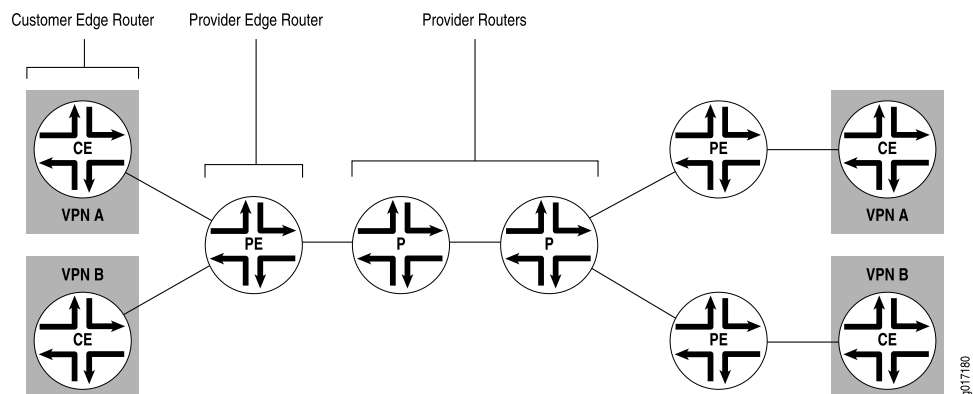 Customer Edge Router
Provider Edge Router
Provider Routers
CE
VPN A
PE
CE
VPN A
PE
P
P
VPN B
CE
VPN B
PE
CE
g017180